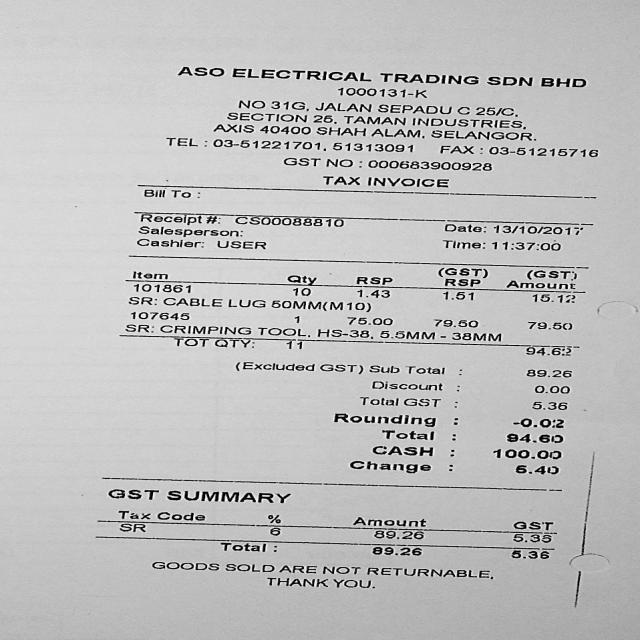 ASO ELECTRICAL TRADING SDN BHD
1000131-K
NO 31G, JALAN SEPADU C 25/C,
SECTION 25, TAMAN INDUSTRIES,
AXIS 40400 SHAH ALAM, SELANGOR.
TEL : 03-51221701, 51313091 FAX : 03-51215716
GST NO : 000683900928
TAX INVOICE
Bill To :
Receipt #: CS00088810 Date: 13/10/2017
Salesperson:
Cashier: USER Time: 11:37:00
Item Qty RSP (GST) RSP (GST) Amount
101861 10 1.43 1.51 15.12
SR: CABLE LUG 50MM(M10)
107645 1 75.00 79.50 79.50
SR: CRIMPING TOOL, HS-38, 5.5MM - 38MM
TOT QTY: 11 94.62
(Excluded GST) Sub Total : 89.26
Discount : 0.00
Total GST : 5.36
Rounding : -0.02
Total : 94.60
CASH : 100.00
Change : 5.40
GST SUMMARY
Tax Code % Amount GST
SR 6 89.26 5.35
Total : 89.26 5.36
GOODS SOLD ARE NOT RETURNABLE,
THANK YOU.